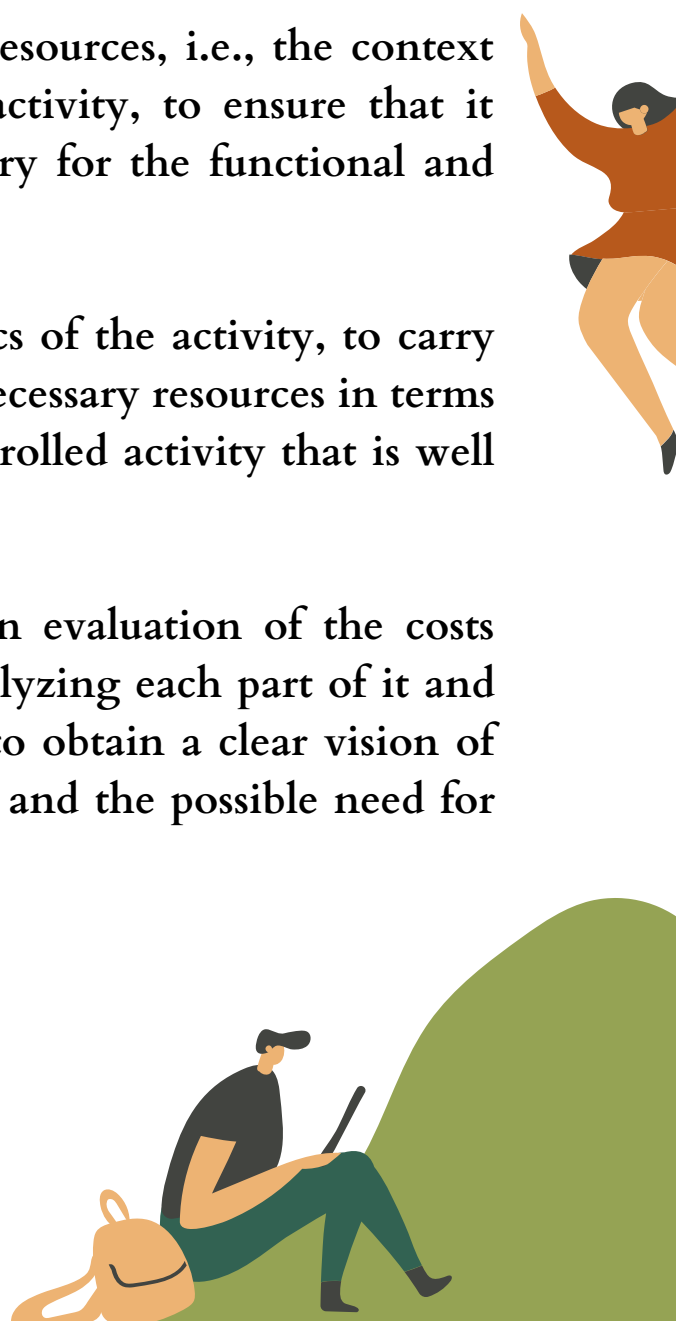 esources, i.e., the context
activity, to ensure that it
ry for the functional and
cs of the activity, to carry
ecessary resources in terms
rolled activity that is well
n evaluation of the costs
lyzing each part of it and
to obtain a clear vision of
and the possible need for